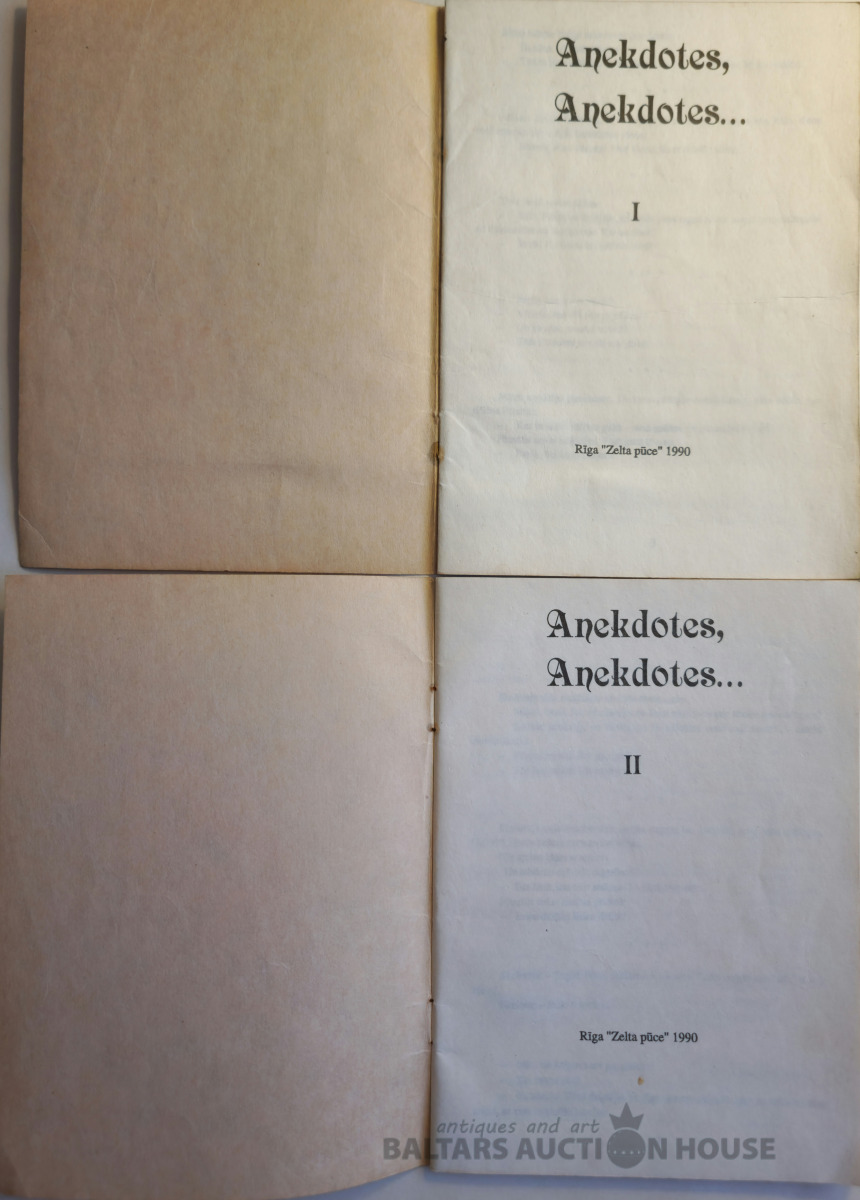 Anekdotes,
Anekdotes...
I
Rīga "Zelta pūce" 1990
Anekdotes,
Anekdotes...
II
Rīga "Zelta pūce" 1990
antiques and art
BALTARS AUCTION HOUSE